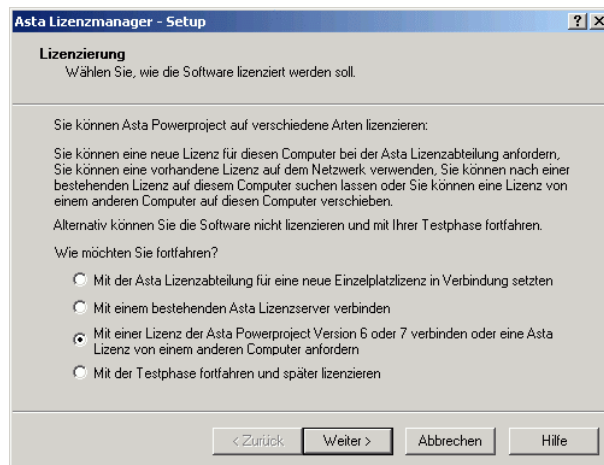 Asta Lizenzmanager - Setup
Lizenzierung
Wählen Sie, wie die Software lizenziert werden soll.
Sie können Asta Powerproject auf verschiedene Arten lizenzieren:
Sie können eine neue Lizenz für diesen Computer bei der Asta Lizenzabteilung anfordern,
Sie können eine vorhandene Lizenz auf dem Netzwerk verwenden, Sie können nach einer
bestehenden Lizenz auf diesem Computer suchen lassen oder Sie können eine Lizenz von
einem anderen Computer auf diesen Computer verschieben.
Alternativ können Sie die Software nicht lizenzieren und mit Ihrer Testphase fortfahren.
Wie möchten Sie fortfahren?
Mit der Asta Lizenzabteilung für eine neue Einzelplatzlizenz in Verbindung setzten
Mit einem bestehenden Asta Lizenzserver verbinden
Mit einer Lizenz der Asta Powerproject Version 6 oder 7 verbinden oder eine Asta
Lizenz von einem anderen Computer anfordern
Mit der Testphase fortfahren und später lizenzieren
< Zurück Weiter > Abbrechen Hilfe